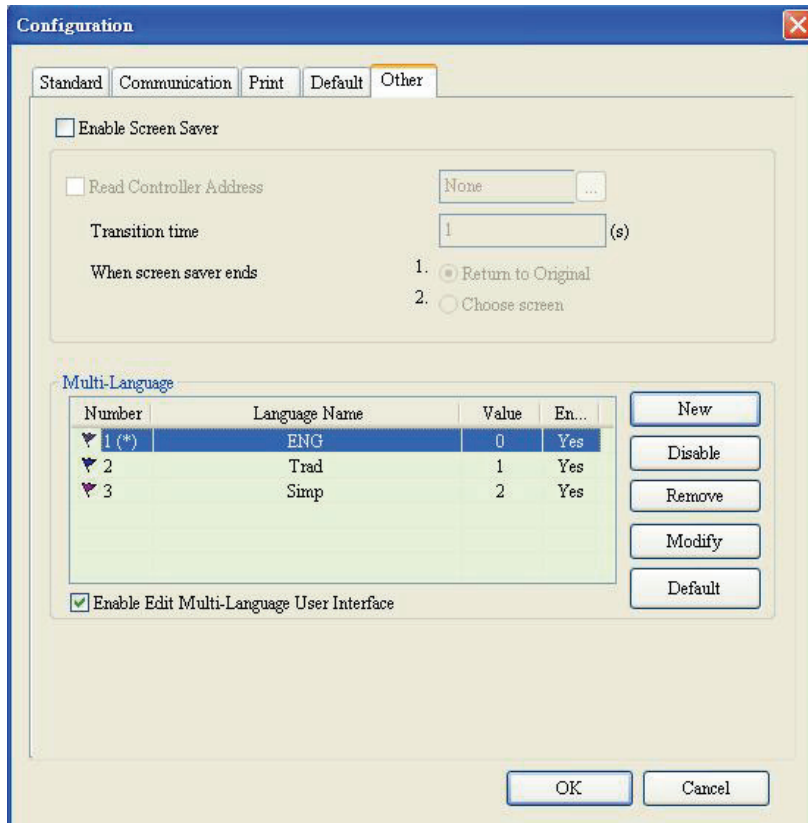 Configuration
Standard Communication Print Default Other
Enable Screen Saver
Read Controller Address None ...
Transition time 1 (s)
When screen saver ends 1. Return to Original
2. Choose screen
Multi-Language
Number Language Name Value En...
1 (*) ENG 0 Yes
2 Trad 1 Yes
3 Simp 2 Yes
New
Disable
Remove
Modify
Default
Enable Edit Multi-Language User Interface
OK Cancel